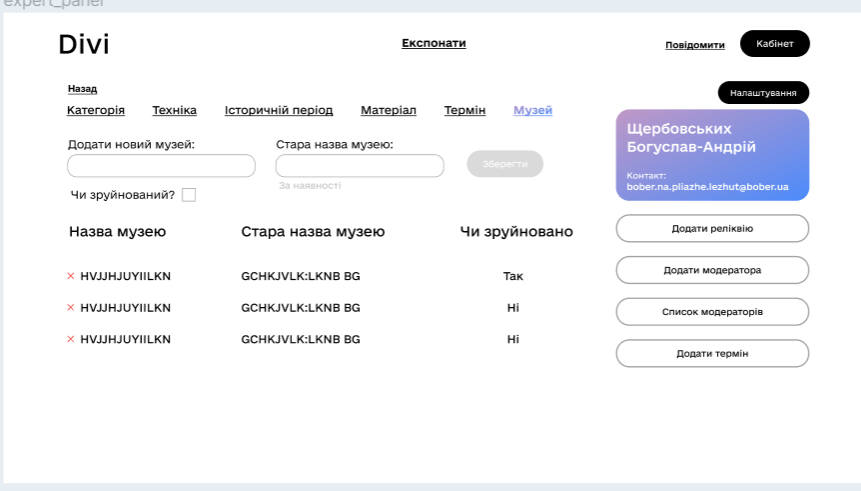 expert_panel
Divi
Експонати
Повідомити
Кабінет
Назад
Налаштування
Категорія Техніка Історичній період Матеріал Термін Музей
Щербовських
Богуслав-Андрій
Контакт:
bober.na.pliazhe.lezhut@bober.ua
Додати новий музей:
Стара назва музею:
Зберегти
За наявності
Чи зруйнований?
Назва музею Стара назва музею Чи зруйновано
× HVJJHJUYIILKN GCHKJVLK:LKNB BG Так
× HVJJHJUYIILKN GCHKJVLK:LKNB BG Ні
× HVJJHJUYIILKN GCHKJVLK:LKNB BG Ні
Додати реліквію
Додати модератора
Список модераторів
Додати термін